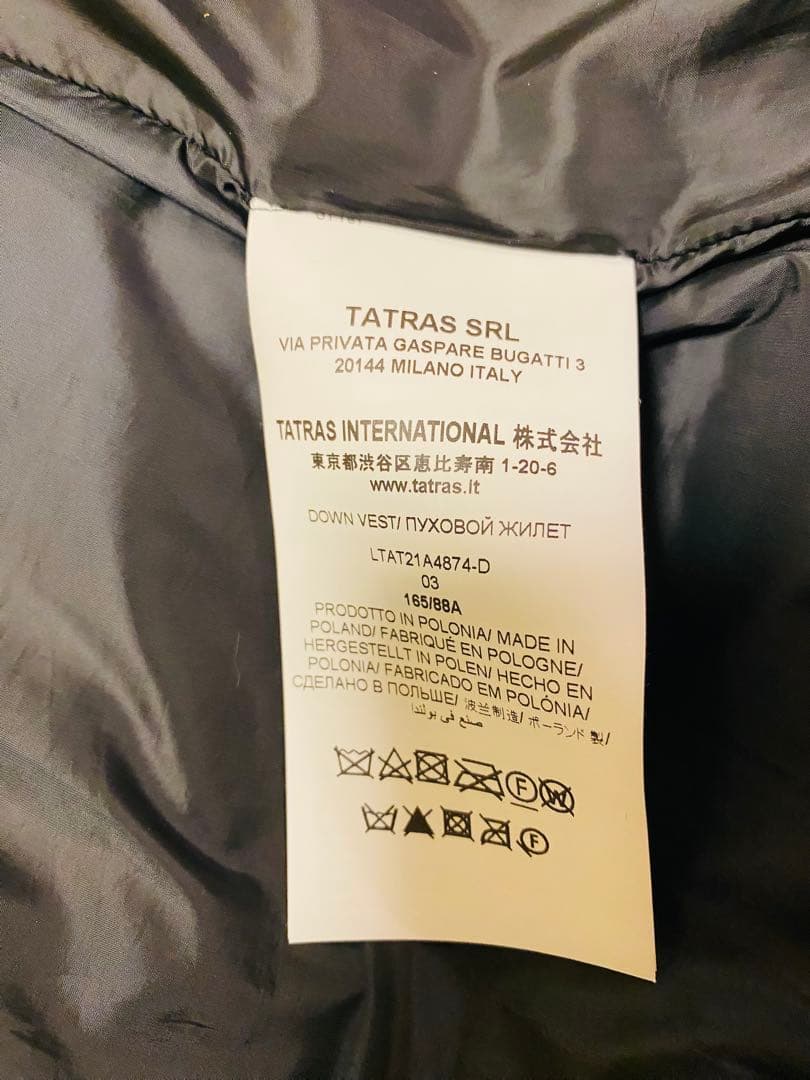 TATRAS SRL
VIA PRIVATA GASPARE BUGATTI 3
20144 MILANO ITALY
TATRAS INTERNATIONAL 株式会社
東京都渋谷区恵比寿南 1-20-6
www.tatras.it
DOWN VEST/ ПУХОВОЙ ЖИЛЕТ
LTAT21A4874-D
03
165/88A
PRODOTTO IN POLONIA/ MADE IN
POLAND/ FABRIQUÉ EN POLOGNE/
HERGESTELLT IN POLEN/ HECHO EN
POLONIA/ FABRICADO EM POLÓNIA/
СДЕЛАНО В ПОЛЬШЕ/ 波兰制造/ ポーランド 製/
صنع في بولندا
F W
F